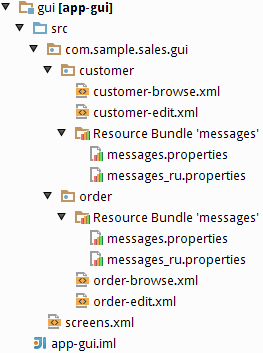 gui [app-gui]
src
com.sample.sales.gui
customer
customer-browse.xml
customer-edit.xml
Resource Bundle 'messages'
messages.properties
messages_ru.properties
order
Resource Bundle 'messages'
messages.properties
messages_ru.properties
order-browse.xml
order-edit.xml
screens.xml
app-gui.iml